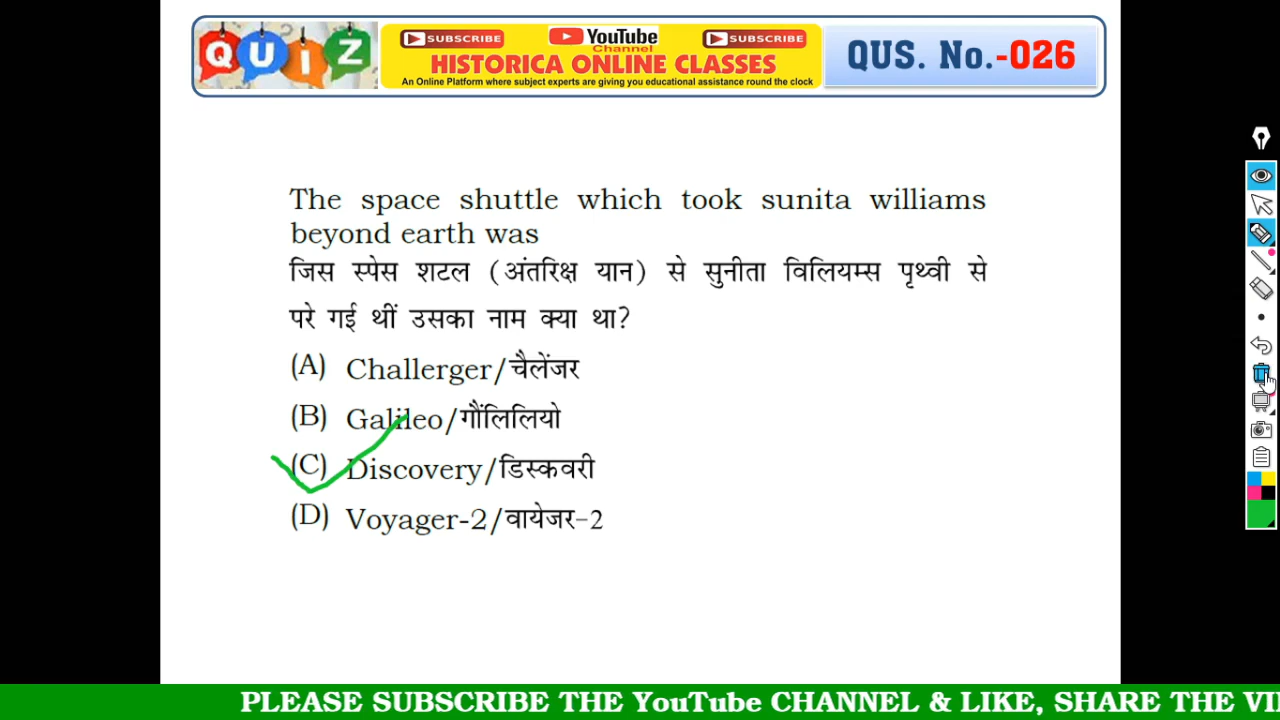 QUIZ
SUBSCRIBE
YouTube
Channel
SUBSCRIBE
HISTORICA ONLINE CLASSES
An Online Platform where subject experts are giving you educational assistance round the clock
QUS. No.-026
The space shuttle which took sunita williams
beyond earth was
जिस स्पेस शटल (अंतरिक्ष यान) से सुनीता विलियम्स पृथ्वी से
परे गई थीं उसका नाम क्या था?
(A) Challerger/चैलेंजर
(B) Galileo/गौंलिलियो
(C) Discovery/डिस्कवरी
(D) Voyager-2/वायेजर-2
PLEASE SUBSCRIBE THE YouTube CHANNEL & LIKE, SHARE THE VI